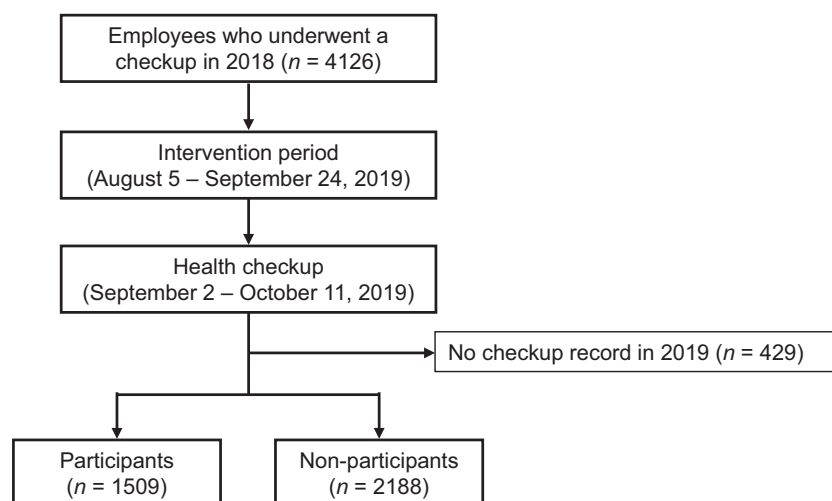 Employees who underwent a
checkup in 2018 (n = 4126)
Intervention period
(August 5 – September 24, 2019)
Health checkup
(September 2 – October 11, 2019)
No checkup record in 2019 (n = 429)
Participants
(n = 1509)
Non-participants
(n = 2188)